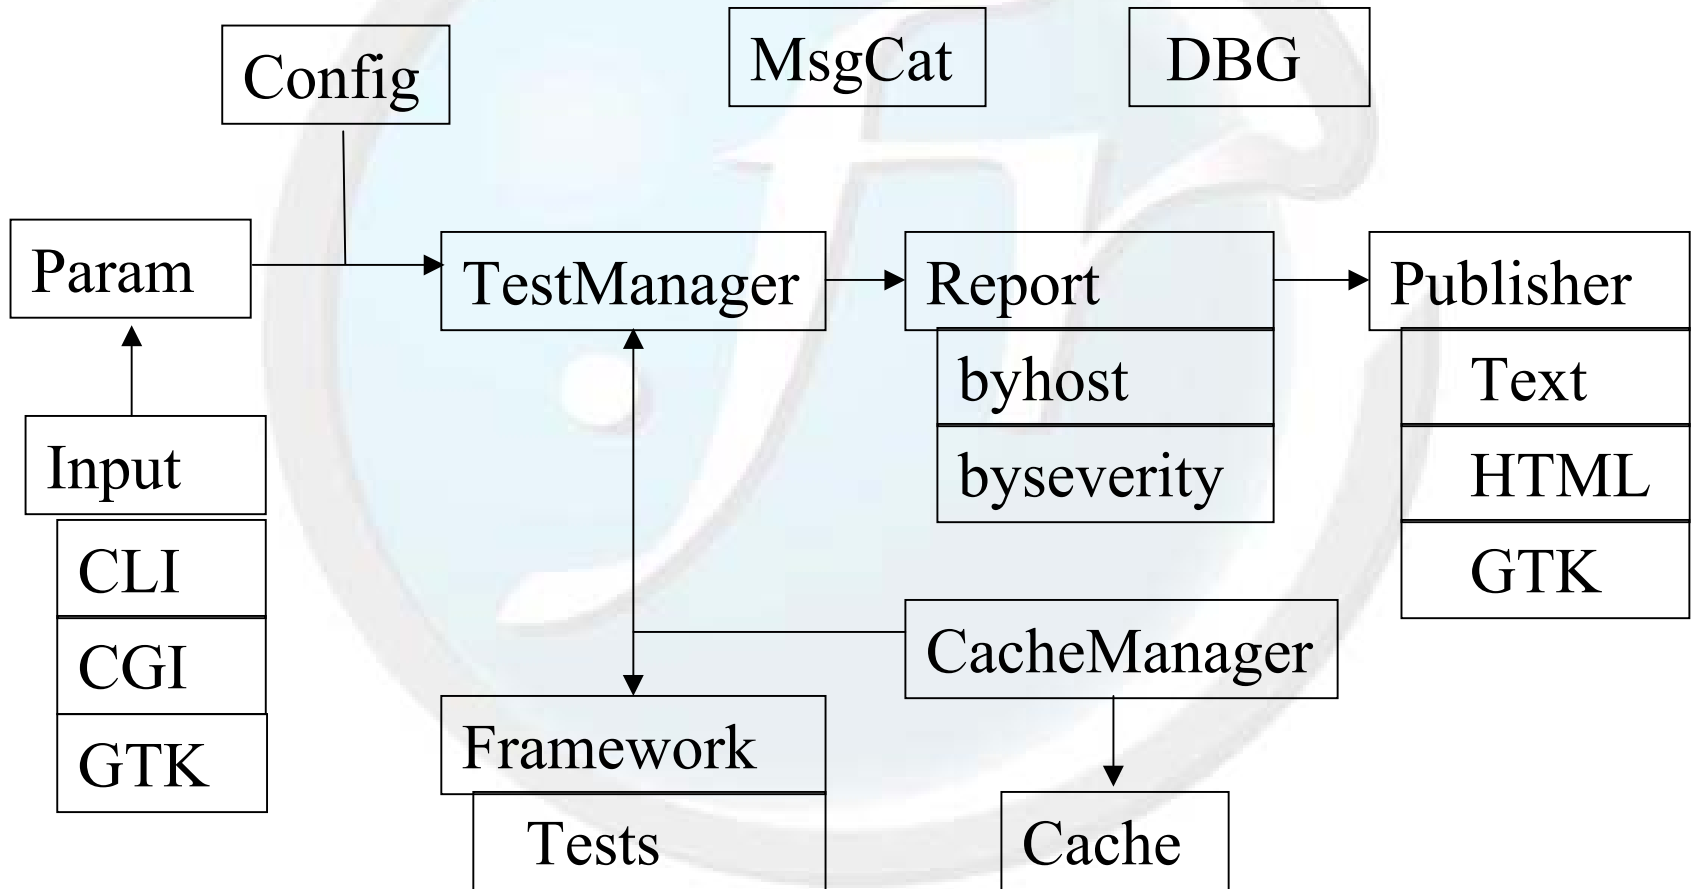 Config
MsgCat
DBG
Param
TestManager
Report
Publisher
byhost
Text
Input
byseverity
HTML
CLI
GTK
CacheManager
CGI
Framework
GTK
Tests
Cache
fr